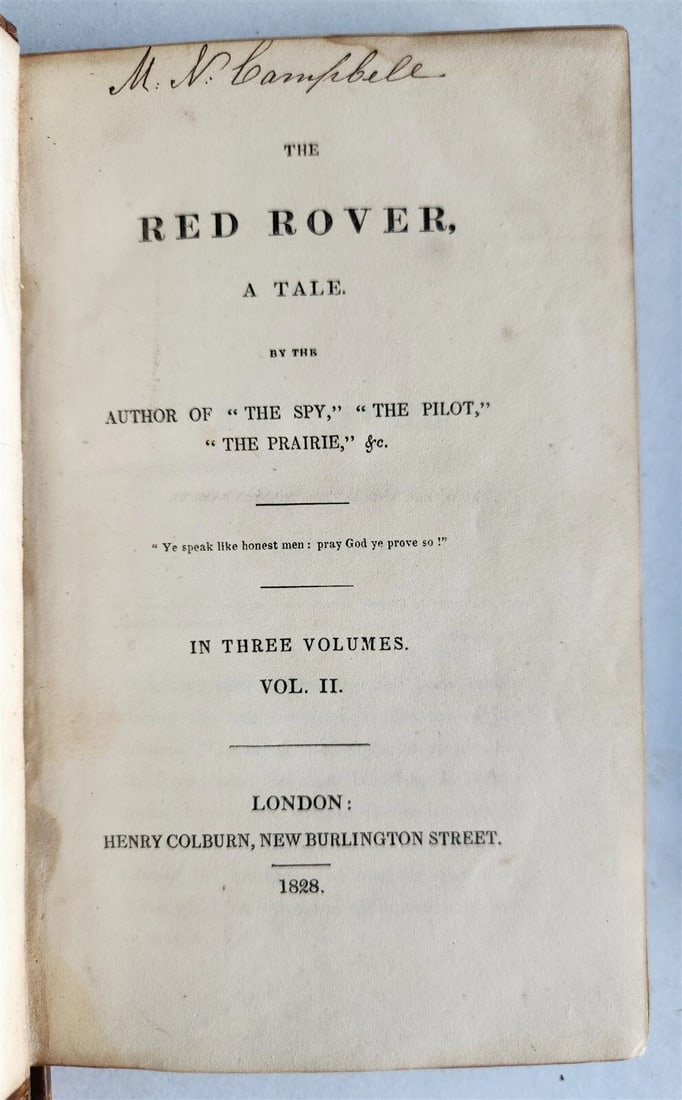 M. N. Campbell
THE
RED ROVER,
A TALE.
BY THE
AUTHOR OF “ THE SPY,” “ THE PILOT,”
“ THE PRAIRIE,” &c.
“ Ye speak like honest men : pray God ye prove so !”
IN THREE VOLUMES.
VOL. II.
LONDON:
HENRY COLBURN, NEW BURLINGTON STREET.
1828.